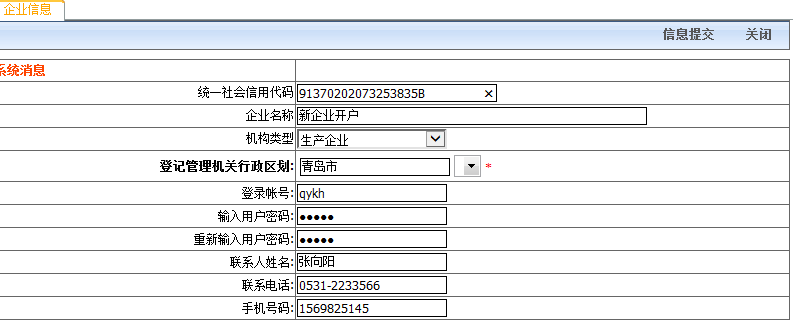 企业信息
信息提交 关闭
系统消息
统一社会信用代码 91370202073253835B ×
企业名称 新企业开户
机构类型 生产企业
登记管理机关行政区划: 青岛市 *
登录帐号: qykh
输入用户密码: ●●●●●
重新输入用户密码: ●●●●●
联系人姓名: 张向阳
联系电话: 0531-2233566
手机号码: 1569825145